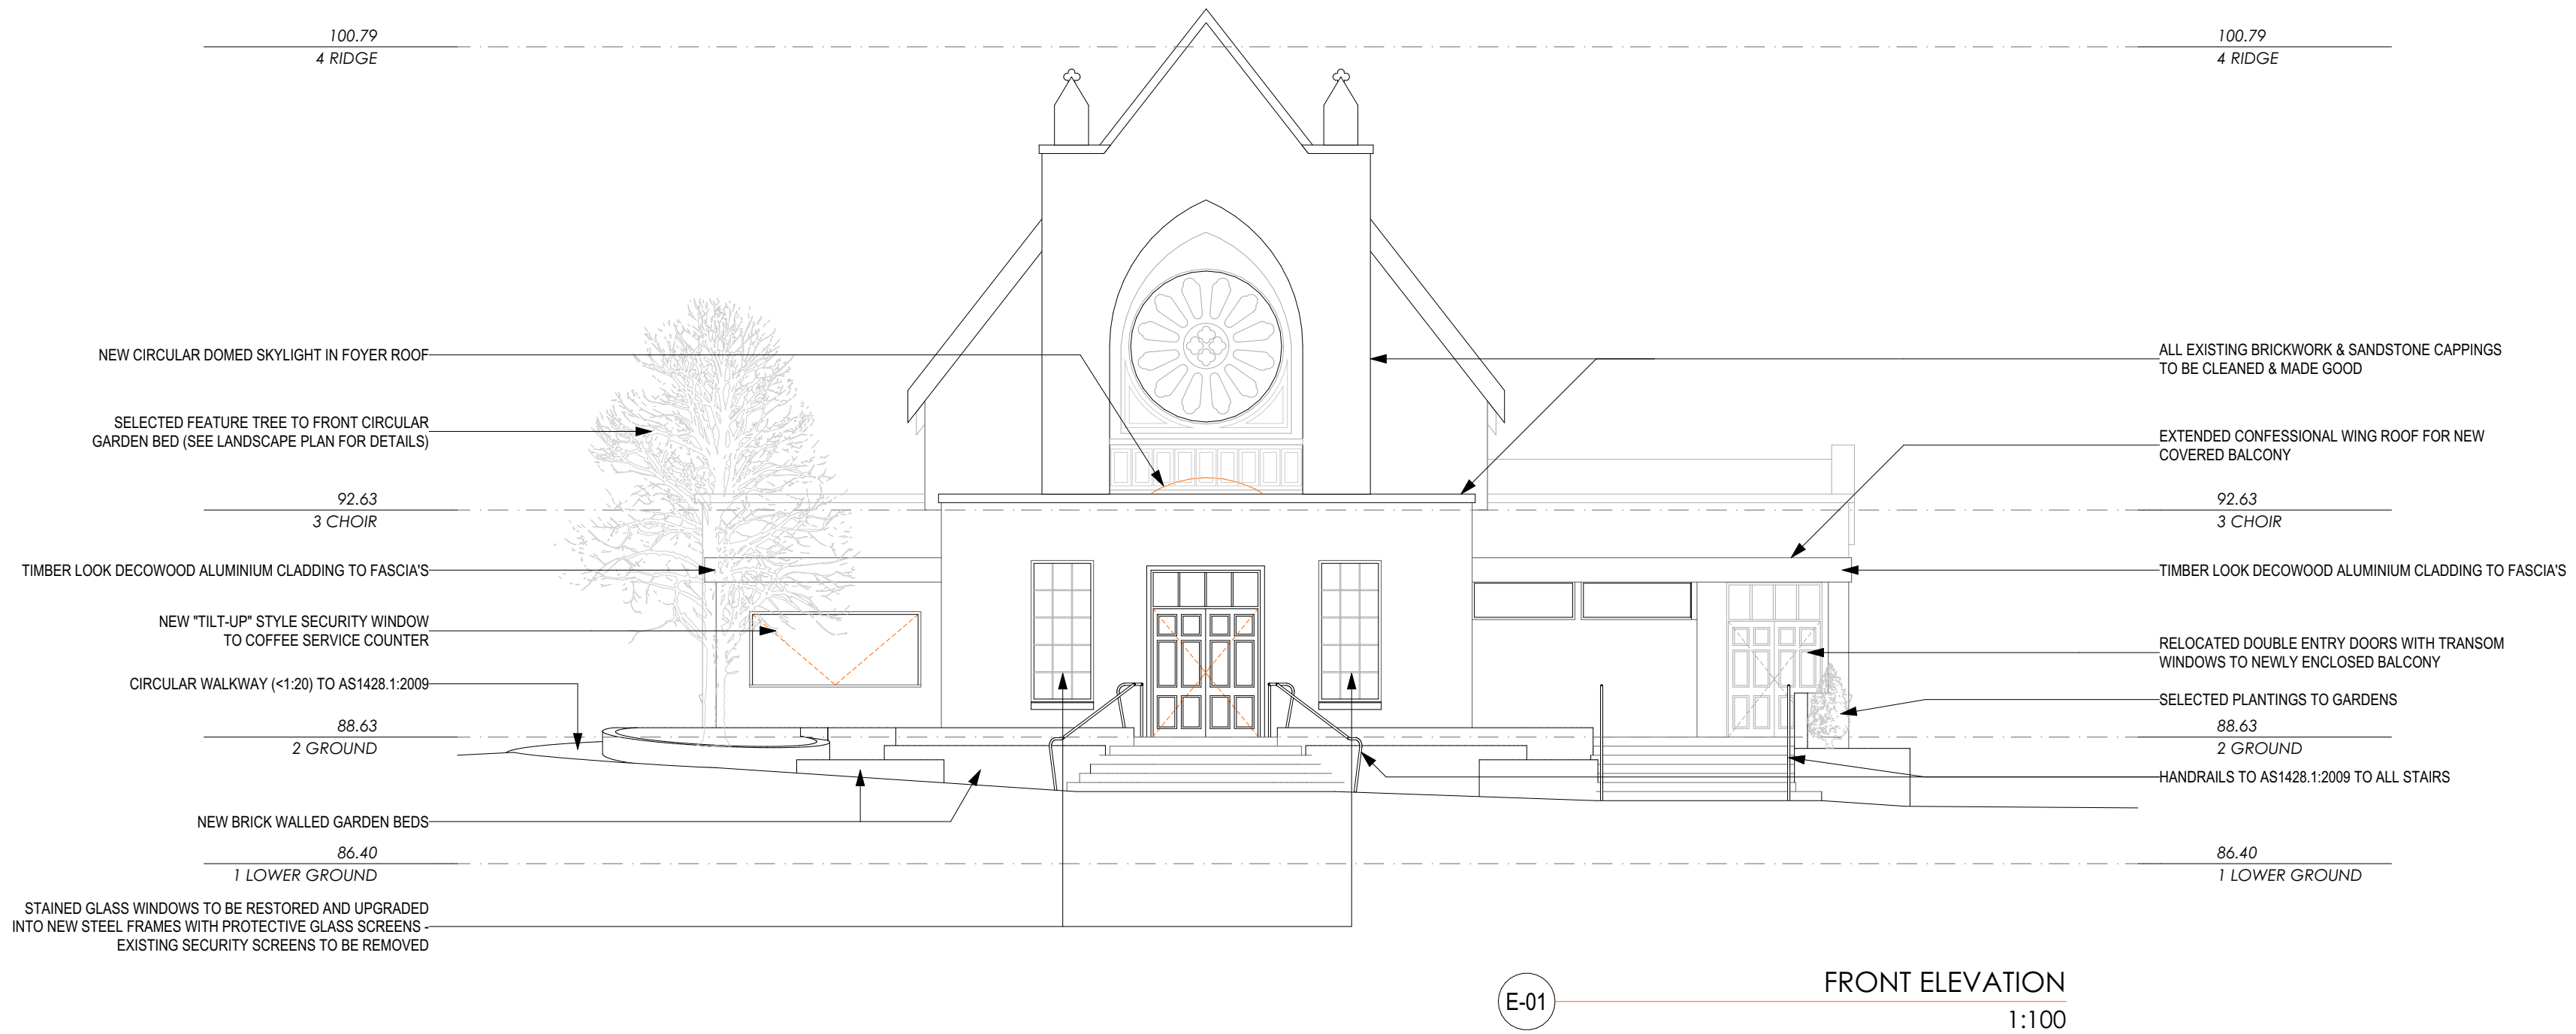 100.79
4 RIDGE
100.79
4 RIDGE
NEW CIRCULAR DOMED SKYLIGHT IN FOYER ROOF
SELECTED FEATURE TREE TO FRONT CIRCULAR
GARDEN BED (SEE LANDSCAPE PLAN FOR DETAILS)
92.63
3 CHOIR
TIMBER LOOK DECOWOOD ALUMINIUM CLADDING TO FASCIA'S
NEW "TILT-UP" STYLE SECURITY WINDOW
TO COFFEE SERVICE COUNTER
CIRCULAR WALKWAY (<1:20) TO AS1428.1:2009
88.63
2 GROUND
NEW BRICK WALLED GARDEN BEDS
86.40
1 LOWER GROUND
STAINED GLASS WINDOWS TO BE RESTORED AND UPGRADED
INTO NEW STEEL FRAMES WITH PROTECTIVE GLASS SCREENS -
EXISTING SECURITY SCREENS TO BE REMOVED
ALL EXISTING BRICKWORK & SANDSTONE CAPPINGS
TO BE CLEANED & MADE GOOD
EXTENDED CONFESSIONAL WING ROOF FOR NEW
COVERED BALCONY
92.63
3 CHOIR
TIMBER LOOK DECOWOOD ALUMINIUM CLADDING TO FASCIA'S
RELOCATED DOUBLE ENTRY DOORS WITH TRANSOM
WINDOWS TO NEWLY ENCLOSED BALCONY
SELECTED PLANTINGS TO GARDENS
88.63
2 GROUND
HANDRAILS TO AS1428.1:2009 TO ALL STAIRS
86.40
1 LOWER GROUND
E-01
FRONT ELEVATION
1:100